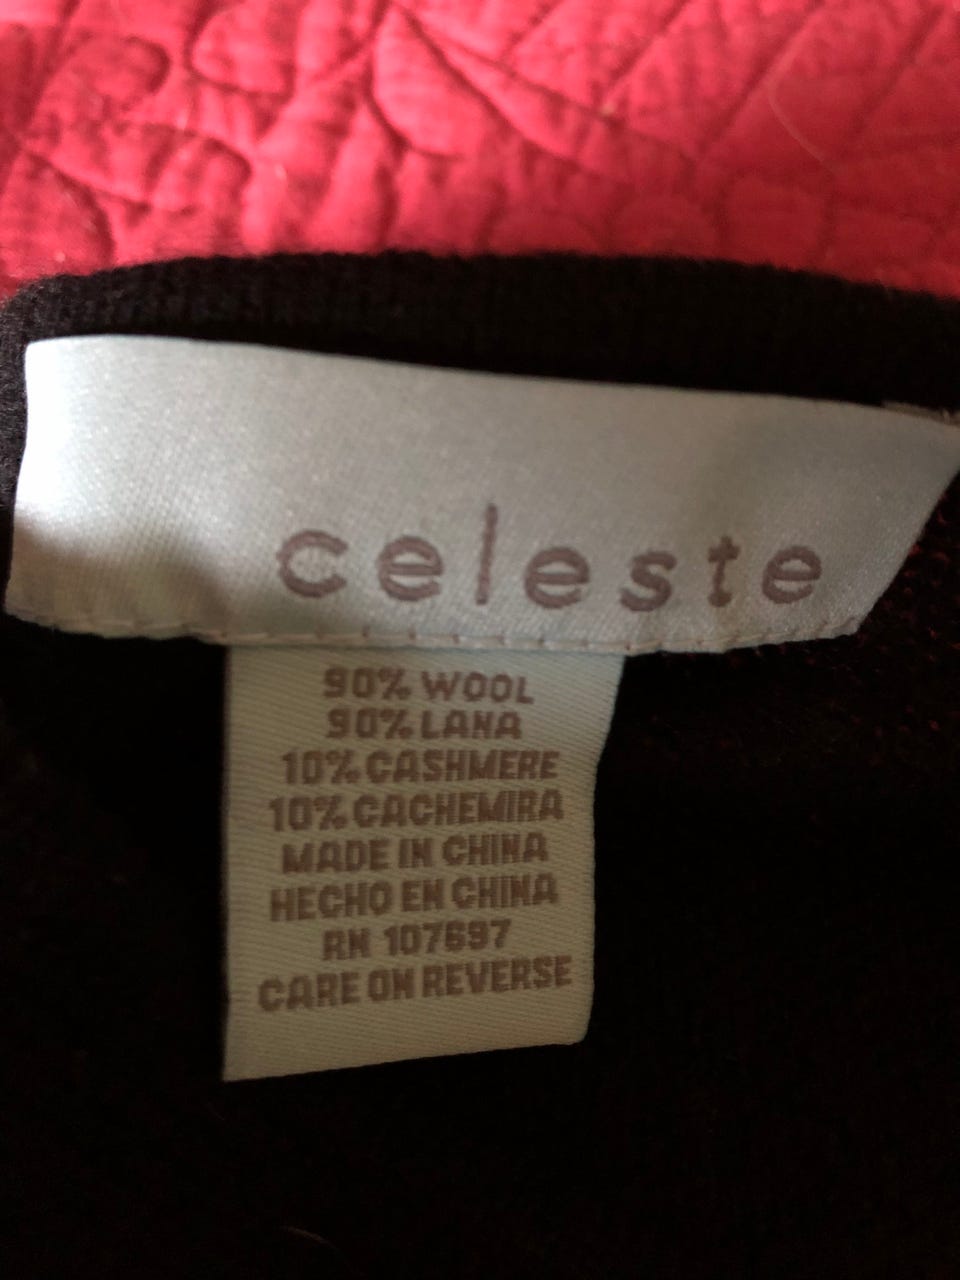 celeste
90% WOOL
90% LANA
10% CASHMERE
10% CACHEMIRA
MADE IN CHINA
HECHO EN CHINA
RN 107697
CARE ON REVERSE